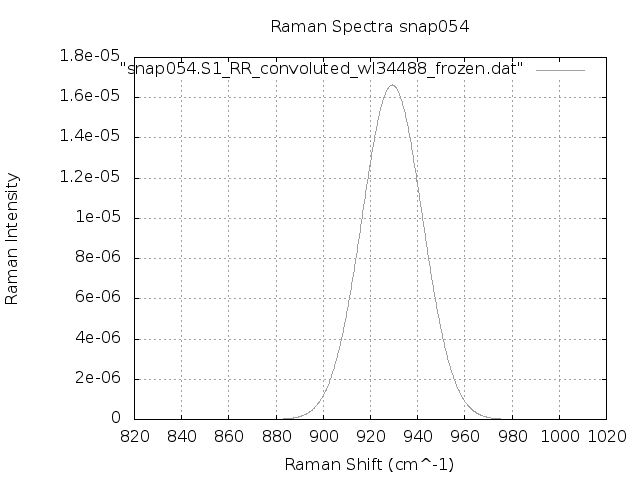 Raman Spectra snap054
"snap054.S1_RR_convoluted_wl34488_frozen.dat"
1.8e-05
1.6e-05
1.4e-05
1.2e-05
1e-05
8e-06
6e-06
4e-06
2e-06
0
Raman Intensity
820 840 860 880 900 920 940 960 980 1000 1020
Raman Shift (cm^-1)